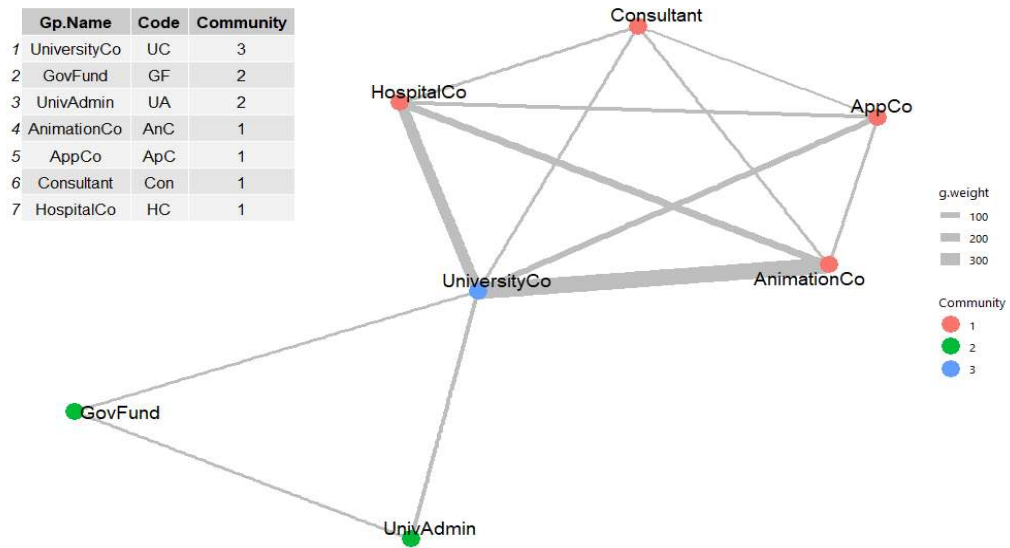 Gp.Name Code Community
1 UniversityCo UC 3
2 GovFund GF 2
3 UnivAdmin UA 2
4 AnimationCo AnC 1
5 AppCo ApC 1
6 Consultant Con 1
7 HospitalCo HC 1
Consultant
HospitalCo
AppCo
UniversityCo
AnimationCo
GovFund
UnivAdmin
g.weight
100
200
300
Community
1
2
3